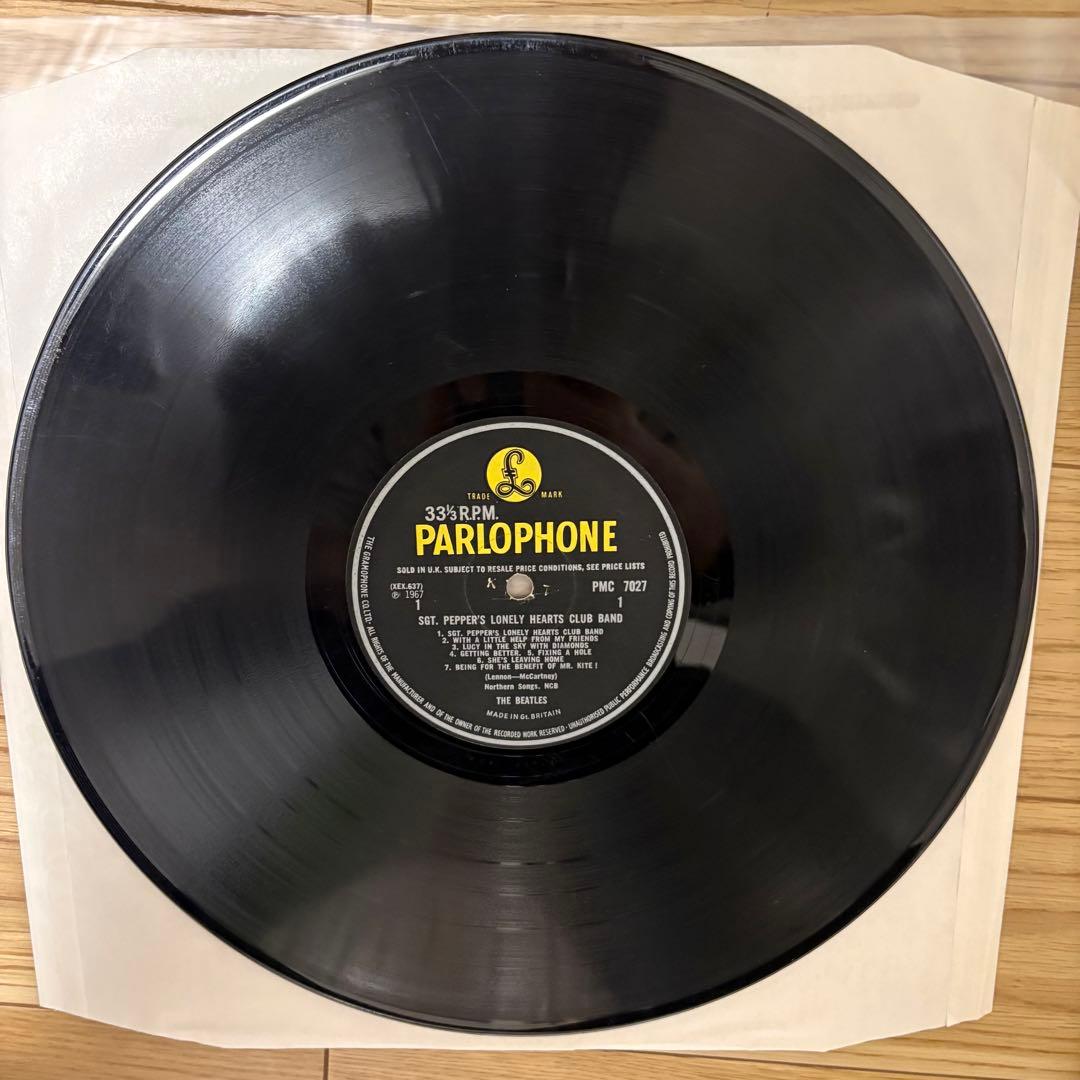 £
TRADE MARK
33⅓ R.P.M.
PARLOPHONE
SOLD IN U.K. SUBJECT TO RESALE PRICE CONDITIONS, SEE PRICE LISTS
(XEX.637)
℗ 1967
PMC 7027
1 1
SGT. PEPPER'S LONELY HEARTS CLUB BAND
1. SGT. PEPPER'S LONELY HEARTS CLUB BAND
2. WITH A LITTLE HELP FROM MY FRIENDS
3. LUCY IN THE SKY WITH DIAMONDS
4. GETTING BETTER. 5. FIXING A HOLE
6. SHE'S LEAVING HOME
7. BEING FOR THE BENEFIT OF MR. KITE !
(Lennon—McCartney)
Northern Songs. NCB
THE BEATLES
MADE IN Gt. BRITAIN
THE GRAMOPHONE CO. LTD. · ALL RIGHTS OF THE MANUFACTURER AND OF THE OWNER OF THE RECORDED WORK RESERVED · UNAUTHORISED PUBLIC PERFORMANCE BROADCASTING AND COPYING OF THIS RECORD PROHIBITED